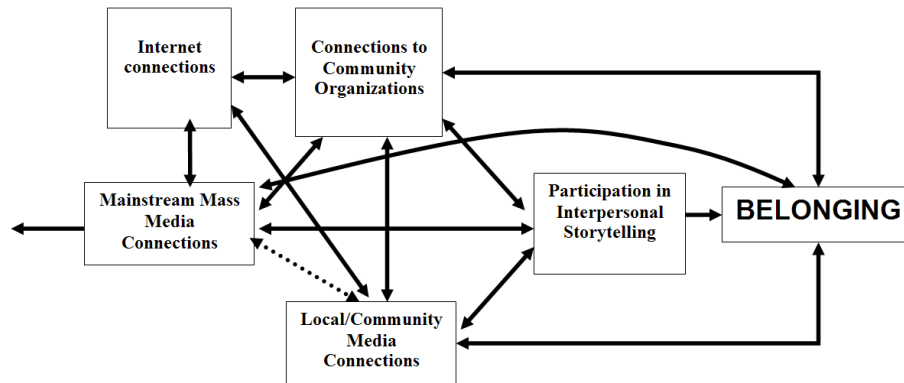 Internet
connections
Connections to
Community
Organizations
Mainstream Mass
Media
Connections
Participation in
Interpersonal
Storytelling
BELONGING
Local/Community
Media
Connections